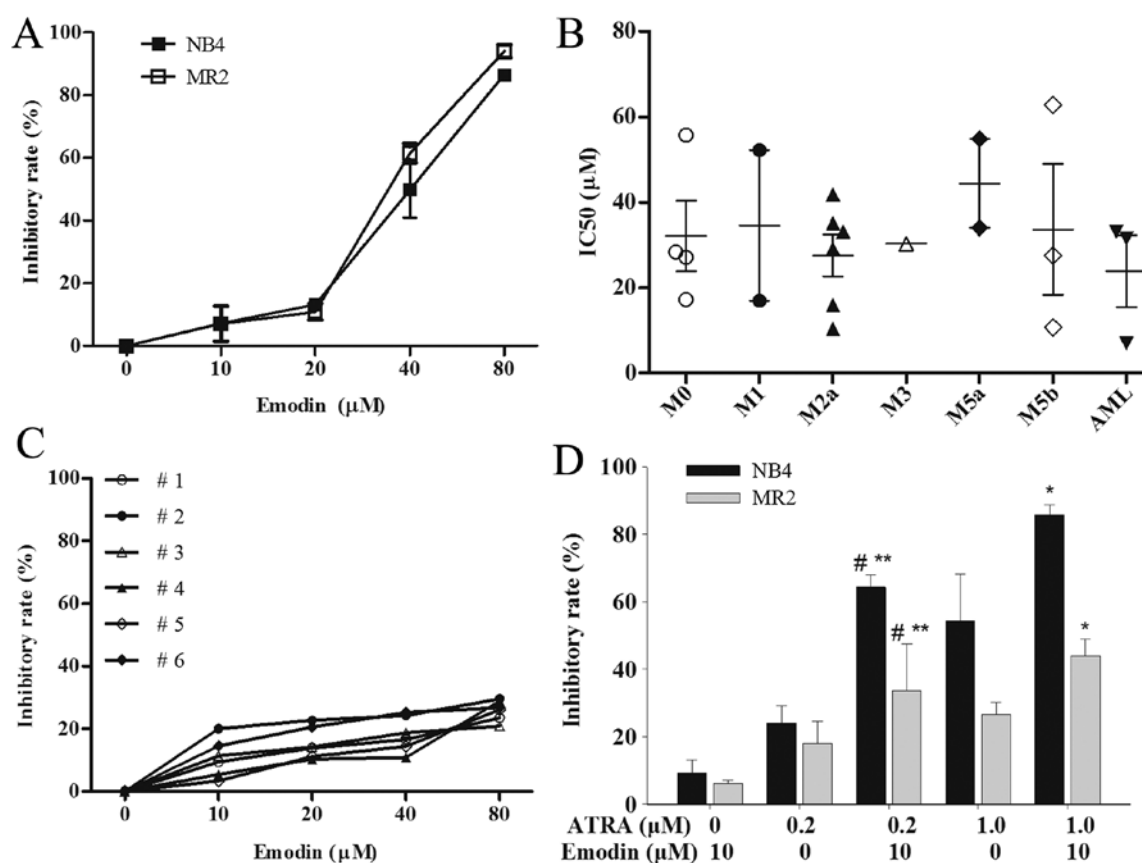 A
NB4
MR2
Inhibitory rate (%)
100
80
60
40
20
0
0 10 20 40 80
Emodin (μM)
B
IC50 (μM)
80
60
40
20
0
M0 M1 M2a M3 M5a M5b AML
C
# 1
# 2
# 3
# 4
# 5
# 6
Inhibitory rate (%)
100
80
60
40
20
0
0 10 20 40 80
Emodin (μM)
D
NB4
MR2
Inhibitory rate (%)
100
80
60
40
20
0
# **
# **
*
*
ATRA (μM) 0 0.2 0.2 1.0 1.0
Emodin (μM) 10 0 10 0 10